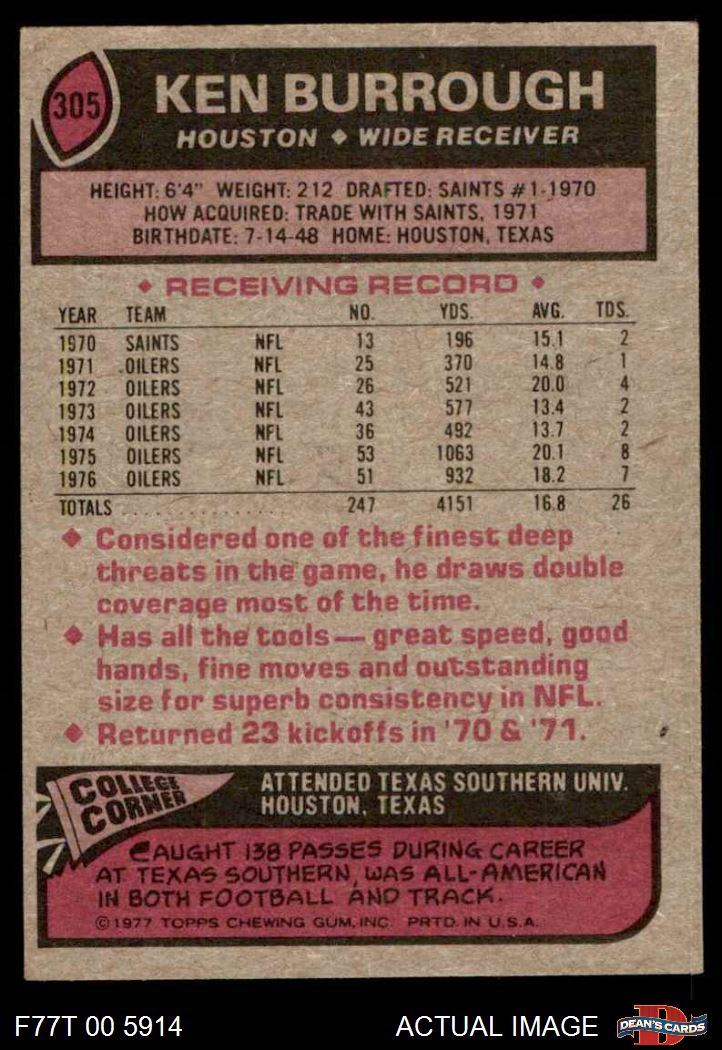 305
KEN BURROUGH
HOUSTON ♦ WIDE RECEIVER
HEIGHT: 6'4" WEIGHT: 212 DRAFTED: SAINTS #1-1970
HOW ACQUIRED: TRADE WITH SAINTS, 1971
BIRTHDATE: 7-14-48 HOME: HOUSTON, TEXAS
♦ RECEIVING RECORD ♦
YEAR TEAM NO. YDS. AVG. TDS.
1970 SAINTS NFL 13 196 15.1 2
1971 OILERS NFL 25 370 14.8 1
1972 OILERS NFL 26 521 20.0 4
1973 OILERS NFL 43 577 13.4 2
1974 OILERS NFL 36 492 13.7 2
1975 OILERS NFL 53 1063 20.1 8
1976 OILERS NFL 51 932 18.2 7
TOTALS ................ 247 4151 16.8 26
♦ Considered one of the finest deep
threats in the game, he draws double
coverage most of the time.
♦ Has all the tools — great speed, good
hands, fine moves and outstanding
size for superb consistency in NFL.
♦ Returned 23 kickoffs in '70 & '71.
COLLEGE
CORNER
ATTENDED TEXAS SOUTHERN UNIV.
HOUSTON, TEXAS
CAUGHT 138 PASSES DURING CAREER
AT TEXAS SOUTHERN, WAS ALL-AMERICAN
IN BOTH FOOTBALL AND TRACK.
©1977 TOPPS CHEWING GUM, INC. PRTD. IN U.S.A.
F77T 00 5914
ACTUAL IMAGE
D
DEAN'S CARDS